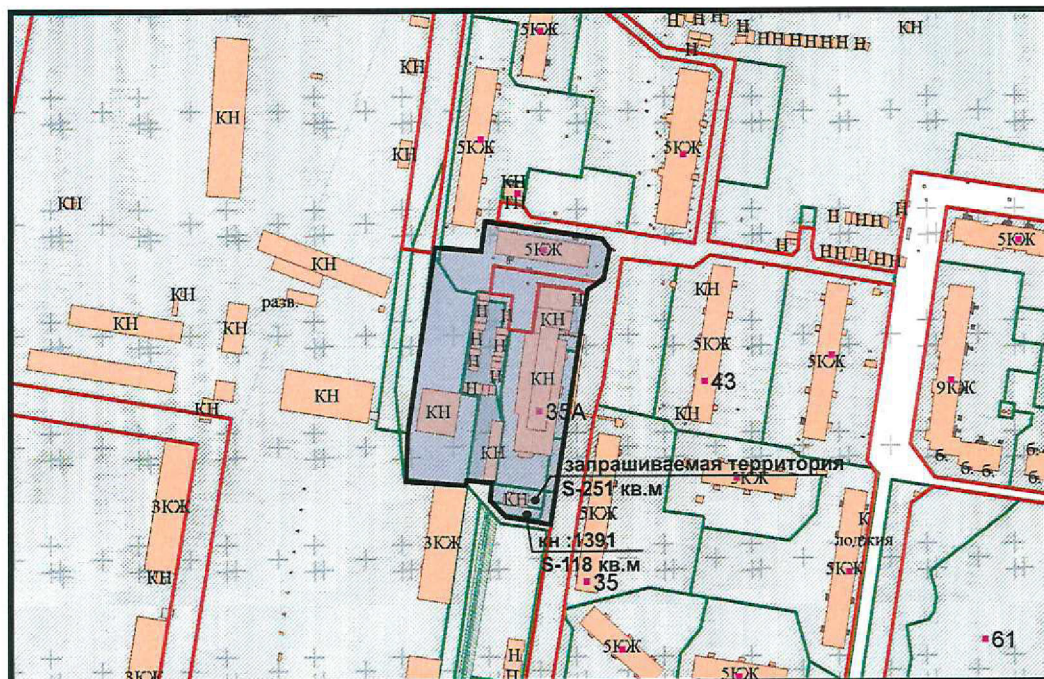 5КЖ
Н Н Н Н
Н Н Н Н Н Н Н Н
КН
Н
КН
КН
5КЖ
5КЖ
КН
КН
ТП
КН
Н
Н Н Н
Н
5КЖ
КН
5КЖ
Н
Н Н Н Н Н Н
КН
разв.
КН
КН
КН
Н
Н
Н
Н
Н
Н
Н
Н
КН
КН
5КЖ
5КЖ
9КЖ
КН
КН
КН
35А
43
КН
КН
КН
б.
б. б.
б.
запрашиваемая территория
S-251 кв.м
5КЖ
3КЖ
КН
5КЖ
К
лоджия
3КЖ
кн :1391
S-118 кв.м
КН
35
5КЖ
61
3КЖ
Н
Н
5КЖ
5КЖ